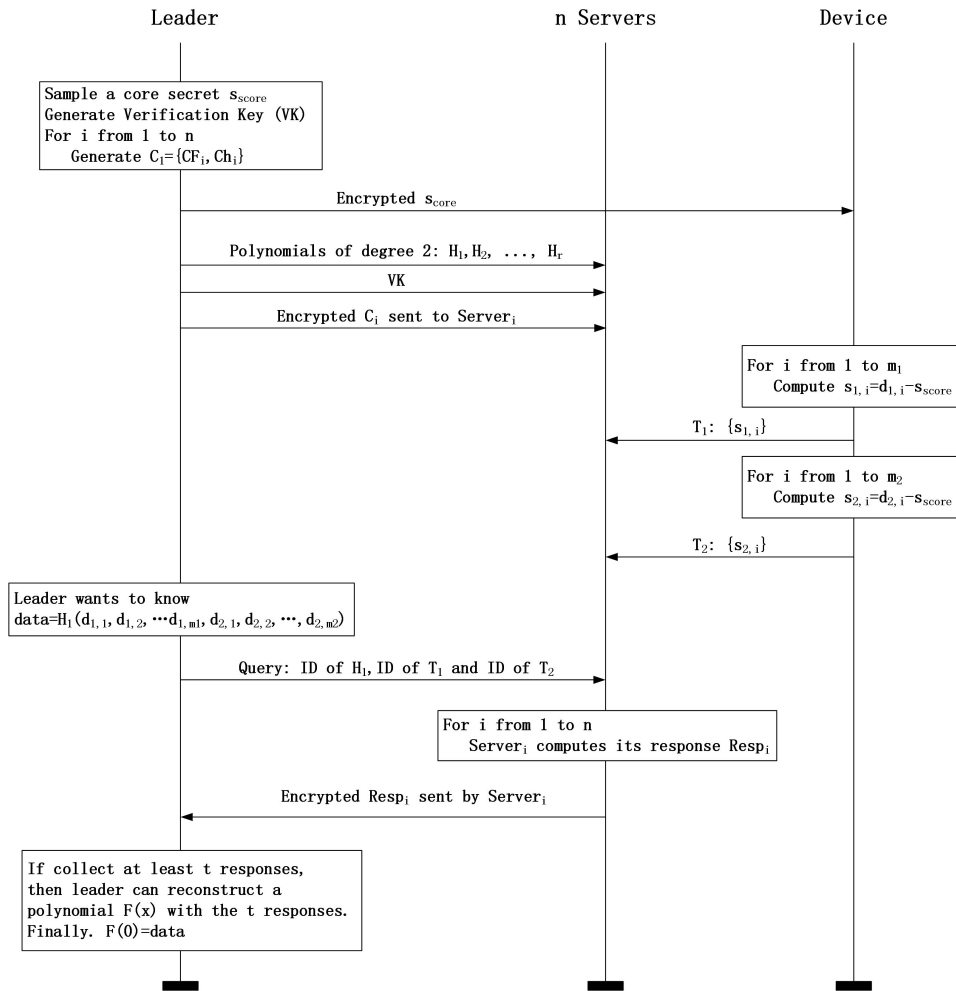 Leader
n Servers
Device
Sample a core secret s_score
Generate Verification Key (VK)
For i from 1 to n
Generate C_1={CF_i, Ch_i}
Encrypted s_core
Polynomials of degree 2: H_1, H_2, ..., H_r
VK
Encrypted C_i sent to Server_i
For i from 1 to m_1
Compute s_1,i=d_1,i-s_score
T_1: {s_1,i}
For i from 1 to m_2
Compute s_2,i=d_2,i-s_score
T_2: {s_2,i}
Leader wants to know
data=H_1(d_1,1, d_1,2, …d_1,m1, d_2,1, d_2,2, …, d_2,m2)
Query: ID of H_1, ID of T_1 and ID of T_2
For i from 1 to n
Server_i computes its response Resp_i
Encrypted Resp_i sent by Server_i
If collect at least t responses,
then leader can reconstruct a
polynomial F(x) with the t responses.
Finally. F(0)=data